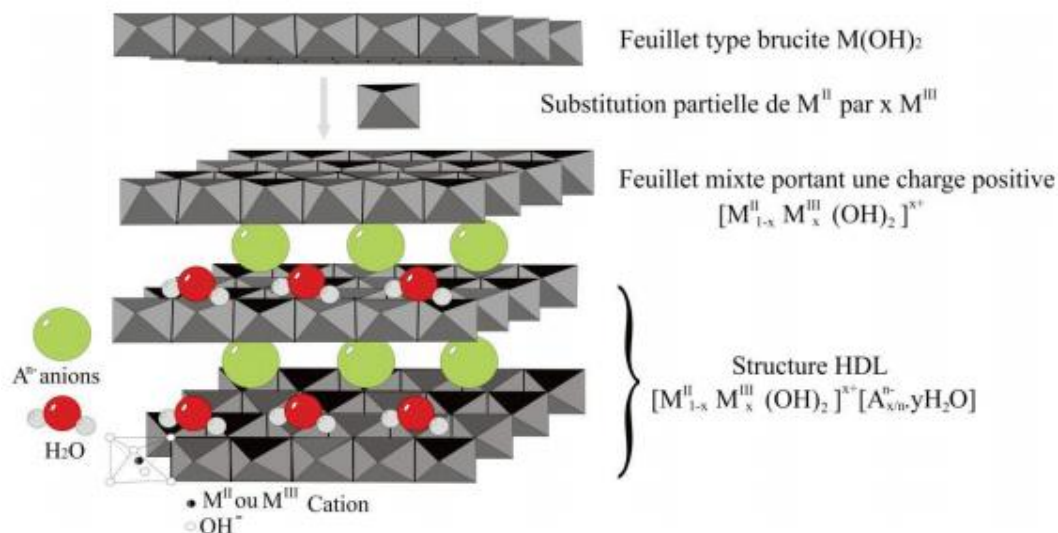 Feuillet type brucite M(OH)₂
Substitution partielle de Mᴵᴵ par x Mᴵᴵᴵ
Feuillet mixte portant une charge positive
[Mᴵᴵ₁₋ₓ Mᴵᴵᴵₓ (OH)₂ ]ˣ⁺
Structure HDL
[Mᴵᴵ₁₋ₓ Mᴵᴵᴵₓ (OH)₂ ]ˣ⁺[Aⁿ⁻x/n.yH₂O]
Aⁿ⁻ anions
H₂O
Mᴵᴵ ou Mᴵᴵᴵ Cation
OH⁻